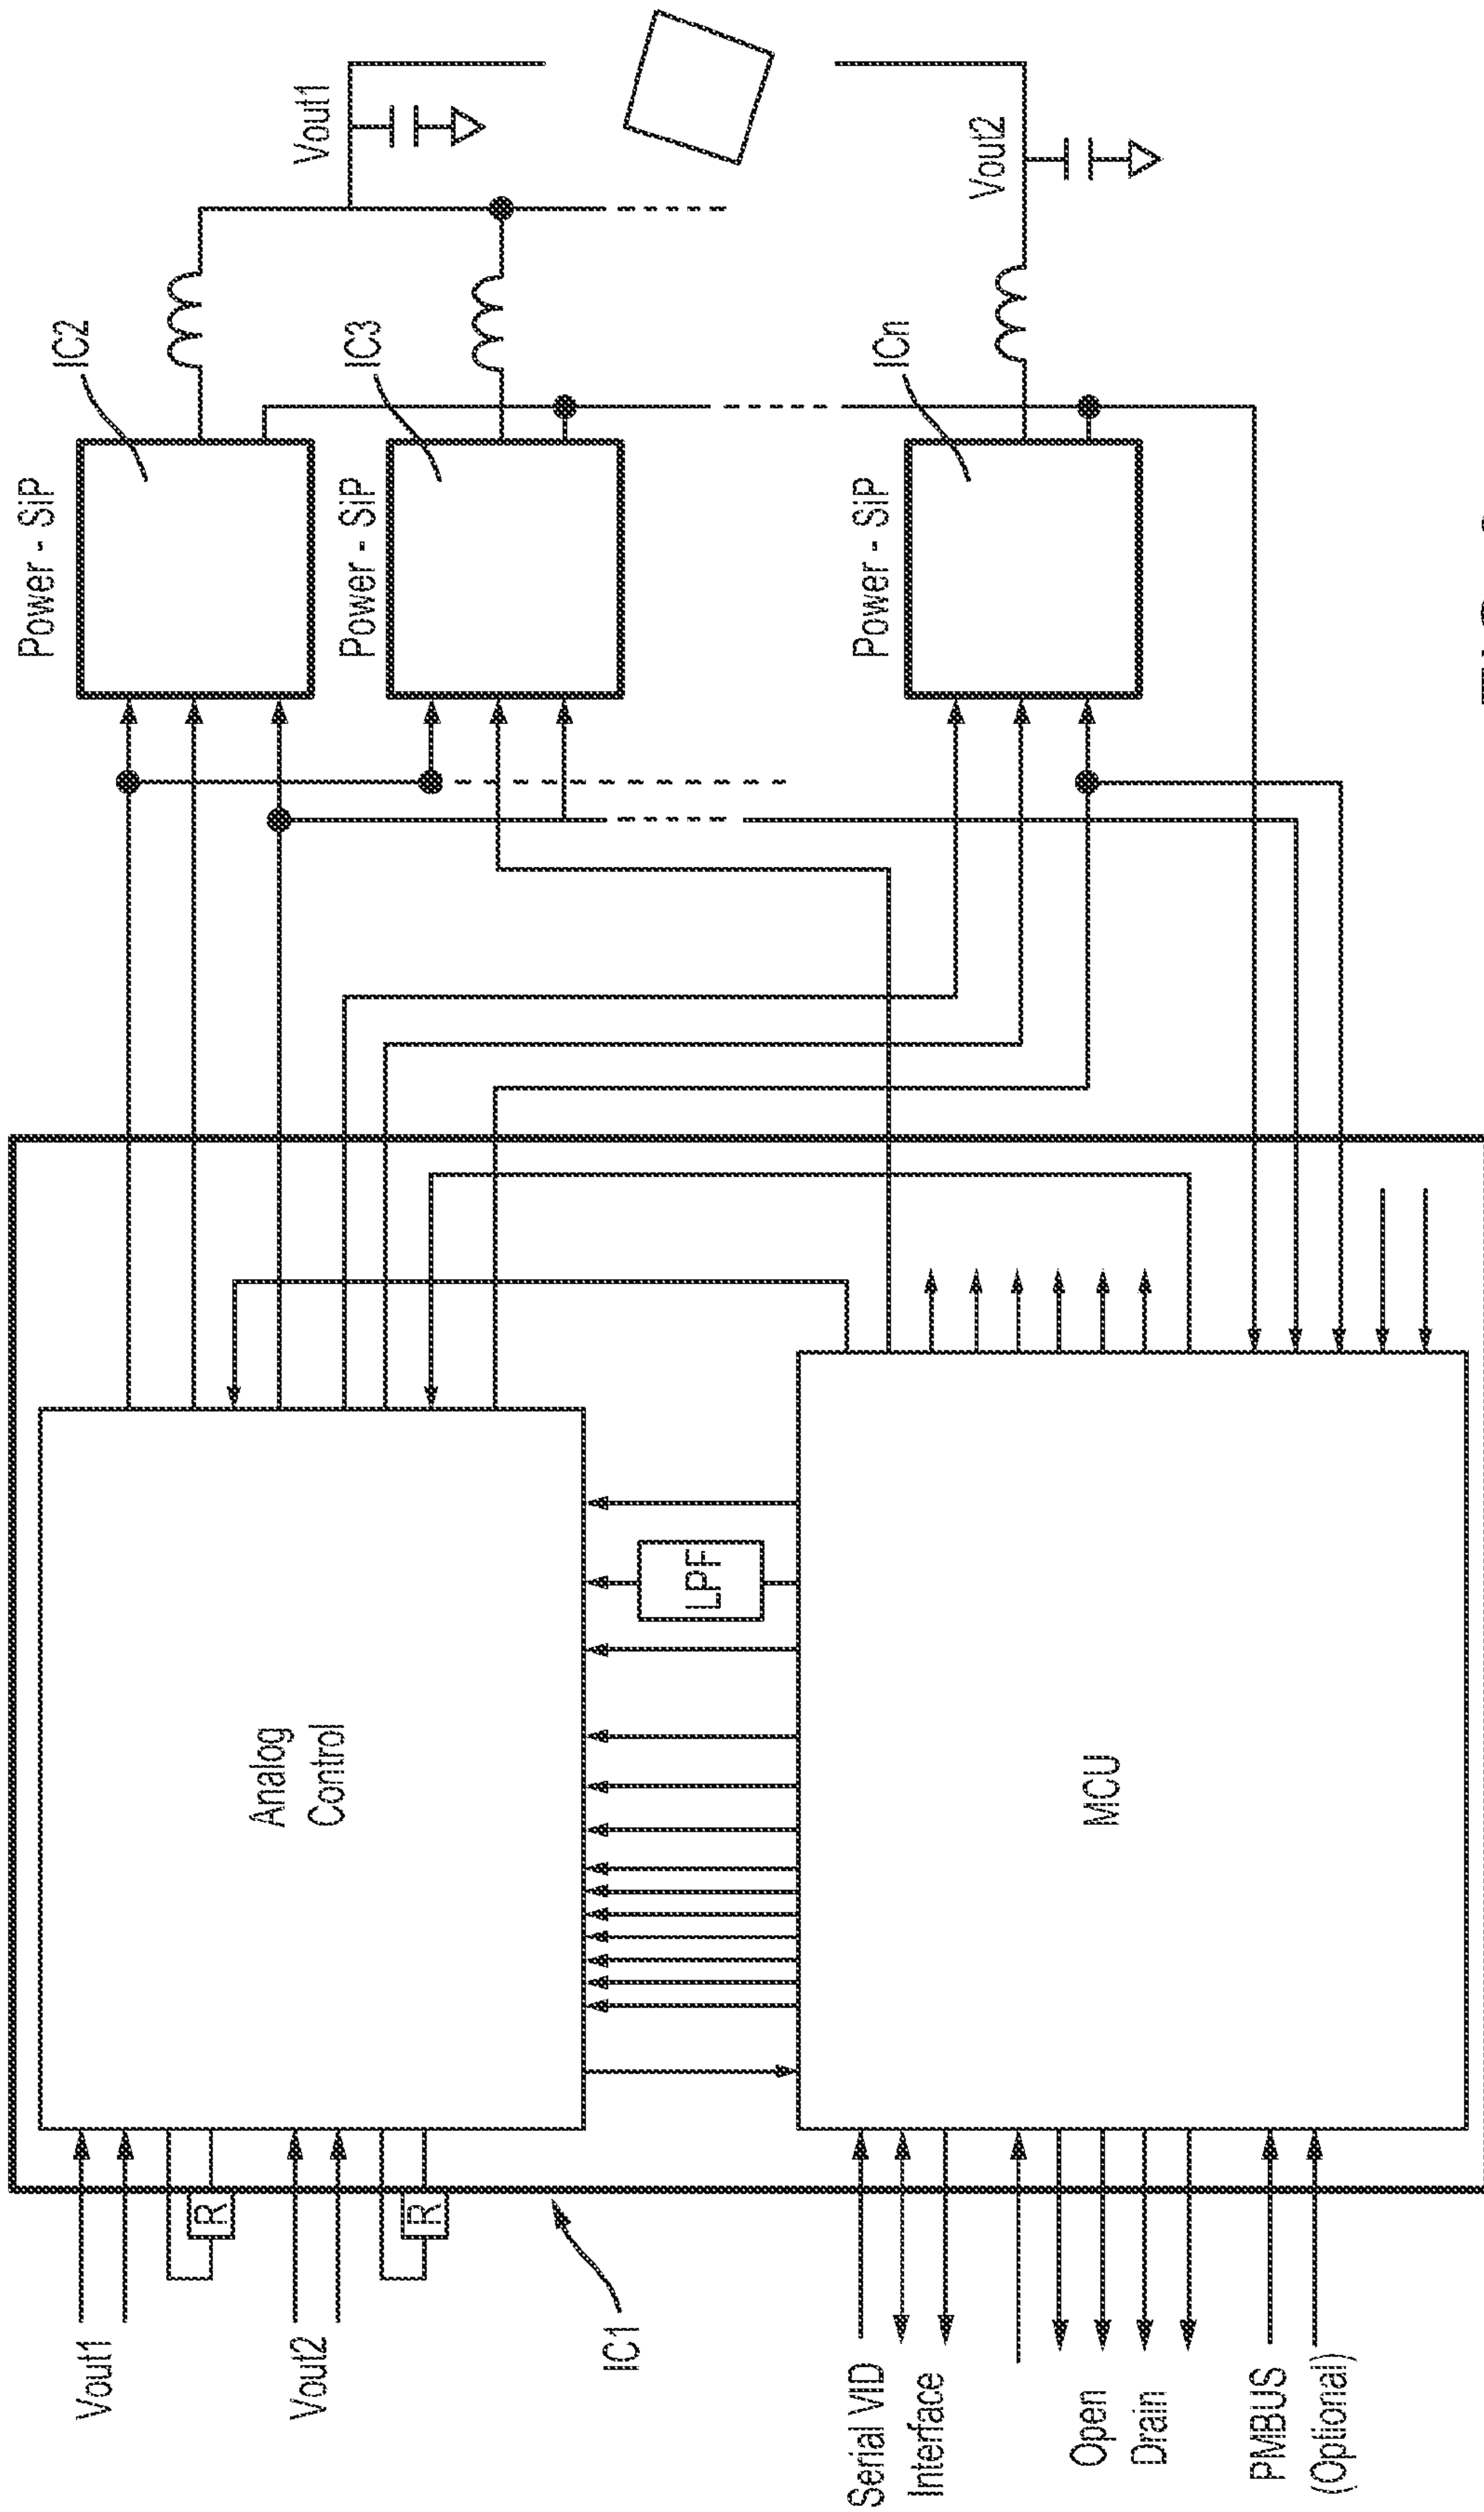 Vout1
Vout2
IC1
Serial VID
Interface
Open
Drain
PMBUS
(Optional)
R
R
Analog
Control
LPF
MCU
Power - SiP
IC2
Power - SiP
IC3
Power - SiP
ICn
Vout1
Vout2